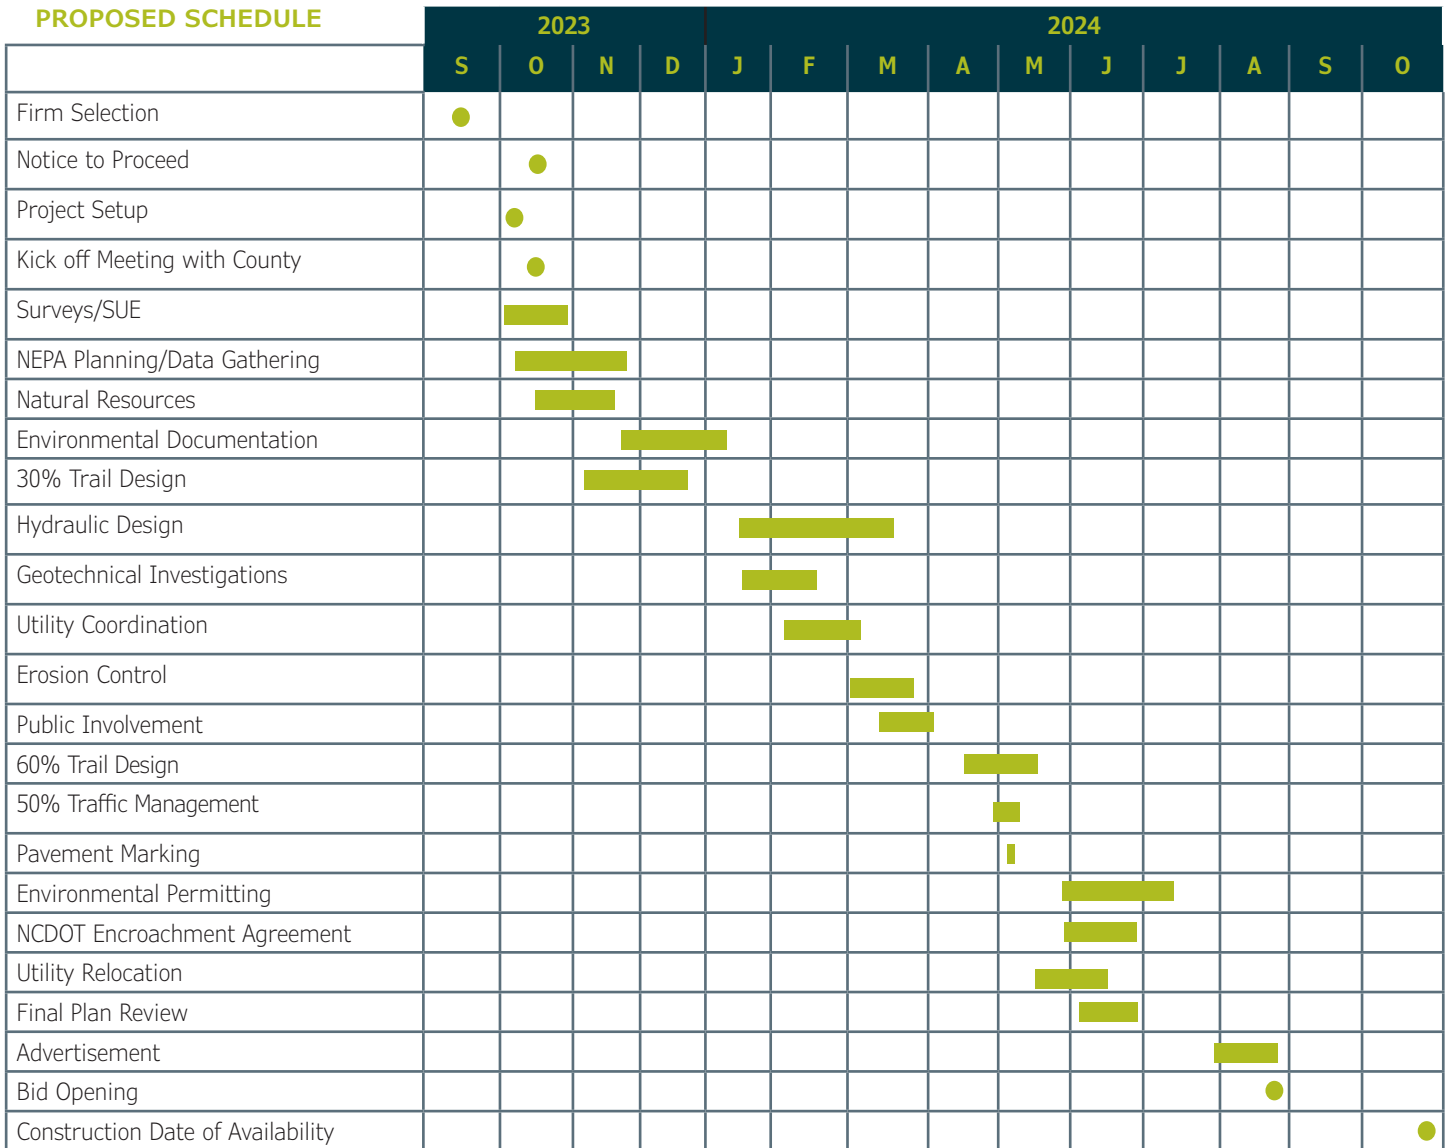 PROPOSED SCHEDULE
2023 2024
S O N D J F M A M J J A S O
Firm Selection
Notice to Proceed
Project Setup
Kick off Meeting with County
Surveys/SUE
NEPA Planning/Data Gathering
Natural Resources
Environmental Documentation
30% Trail Design
Hydraulic Design
Geotechnical Investigations
Utility Coordination
Erosion Control
Public Involvement
60% Trail Design
50% Traffic Management
Pavement Marking
Environmental Permitting
NCDOT Encroachment Agreement
Utility Relocation
Final Plan Review
Advertisement
Bid Opening
Construction Date of Availability